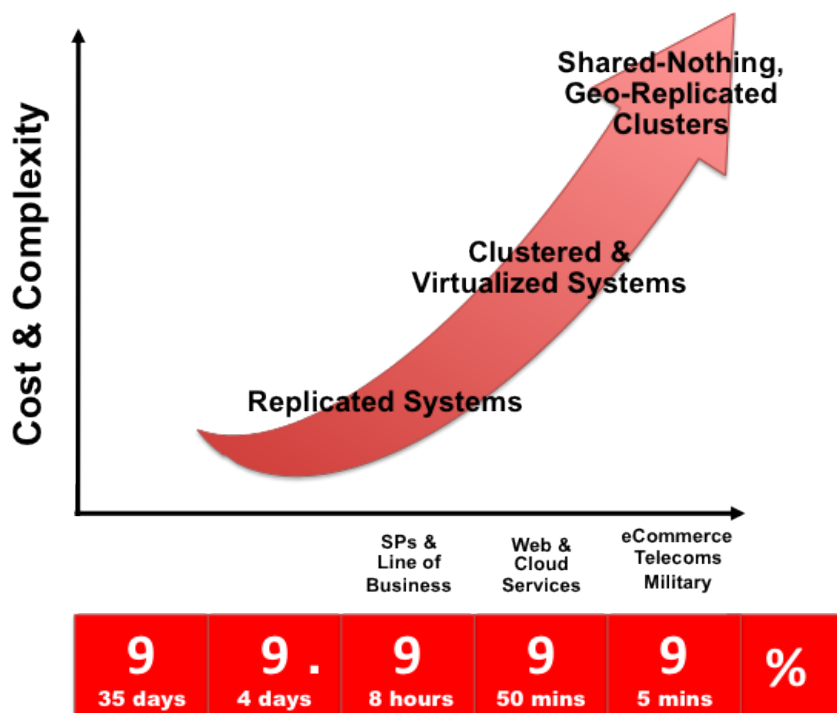 Cost & Complexity
Shared-Nothing,
Geo-Replicated
Clusters
Clustered &
Virtualized Systems
Replicated Systems
SPs &
Line of
Business
Web &
Cloud
Services
eCommerce
Telecoms
Military
9 9 . 9 9 9 %
35 days 4 days 8 hours 50 mins 5 mins